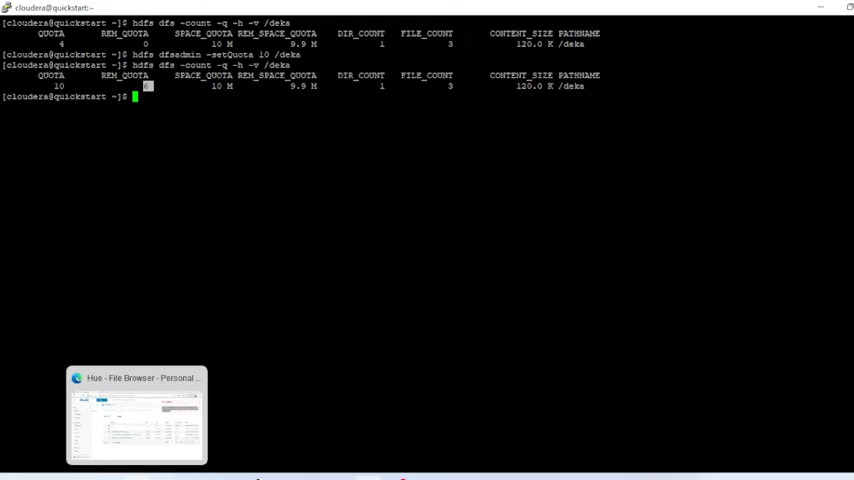 cloudera@quickstart:~
[cloudera@quickstart ~]$ hdfs dfs -count -q -h -v /deka
QUOTA REM_QUOTA SPACE_QUOTA REM_SPACE_QUOTA DIR_COUNT FILE_COUNT CONTENT_SIZE PATHNAME
4 0 10 M 9.9 M 1 3 120.0 K /deka
[cloudera@quickstart ~]$ hdfs dfsadmin -setQuota 10 /deka
[cloudera@quickstart ~]$ hdfs dfs -count -q -h -v /deka
QUOTA REM_QUOTA SPACE_QUOTA REM_SPACE_QUOTA DIR_COUNT FILE_COUNT CONTENT_SIZE PATHNAME
10 6 10 M 9.9 M 1 3 120.0 K /deka
[cloudera@quickstart ~]$
Hue - File Browser - Personal ...